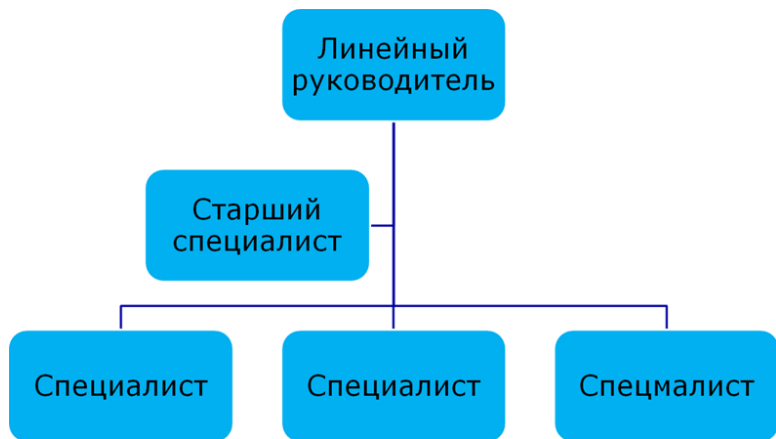 Линейный
руководитель
Старший
специалист
Специалист
Специалист
Спецмалист